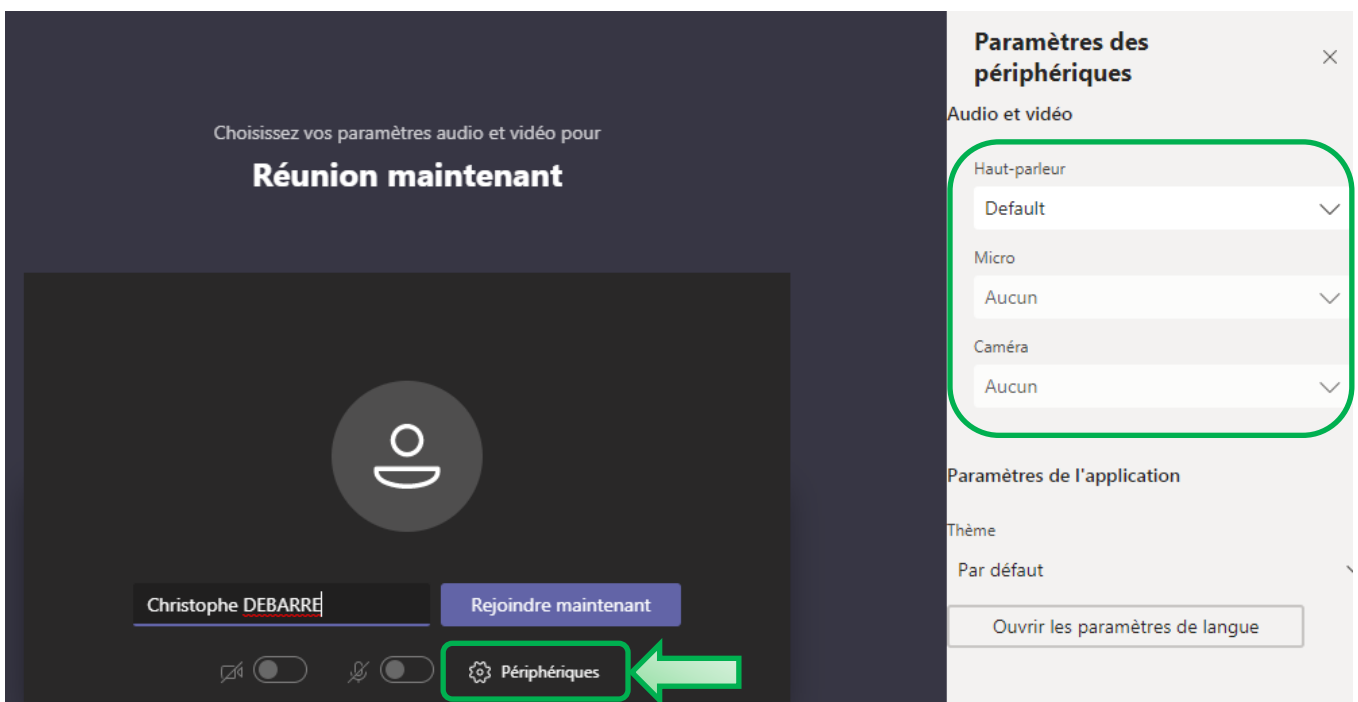 Choisissez vos paramètres audio et vidéo pour
Réunion maintenant
Christophe DEBARRE
Rejoindre maintenant
Périphériques
Paramètres des
périphériques
Audio et vidéo
Haut-parleur
Default
Micro
Aucun
Caméra
Aucun
Paramètres de l'application
Thème
Par défaut
Ouvrir les paramètres de langue